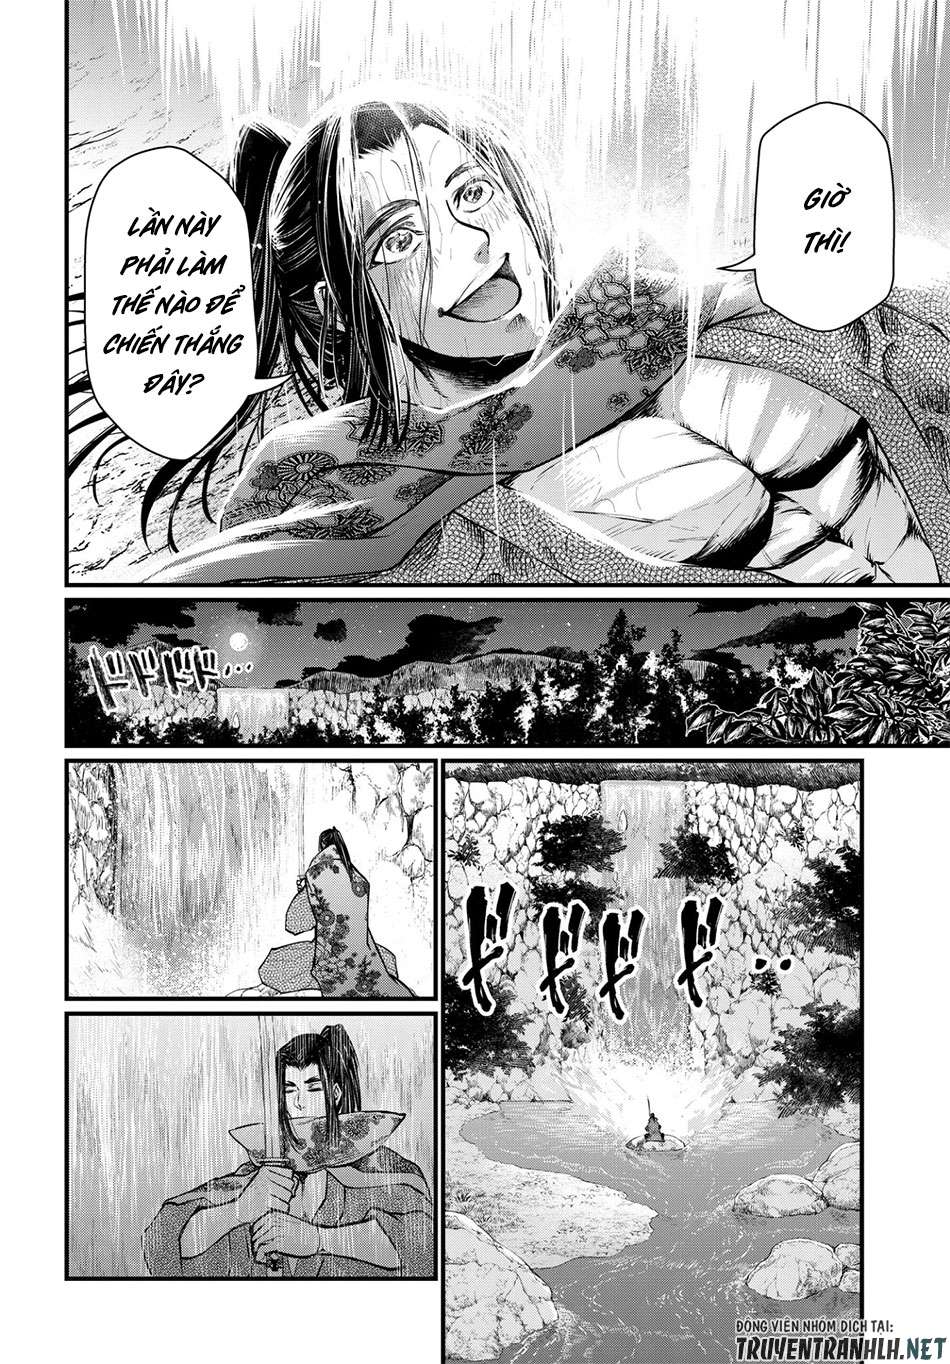 GIỜ
THÌ!
LẦN NÀY
PHẢI LÀM
THẾ NÀO ĐỂ
CHIẾN THẮNG
ĐÂY?
ドドドド...
ドドドド..
ĐỘNG VIÊN NHÓM DỊCH TẠI:
TRUYENTRANHLH.NET